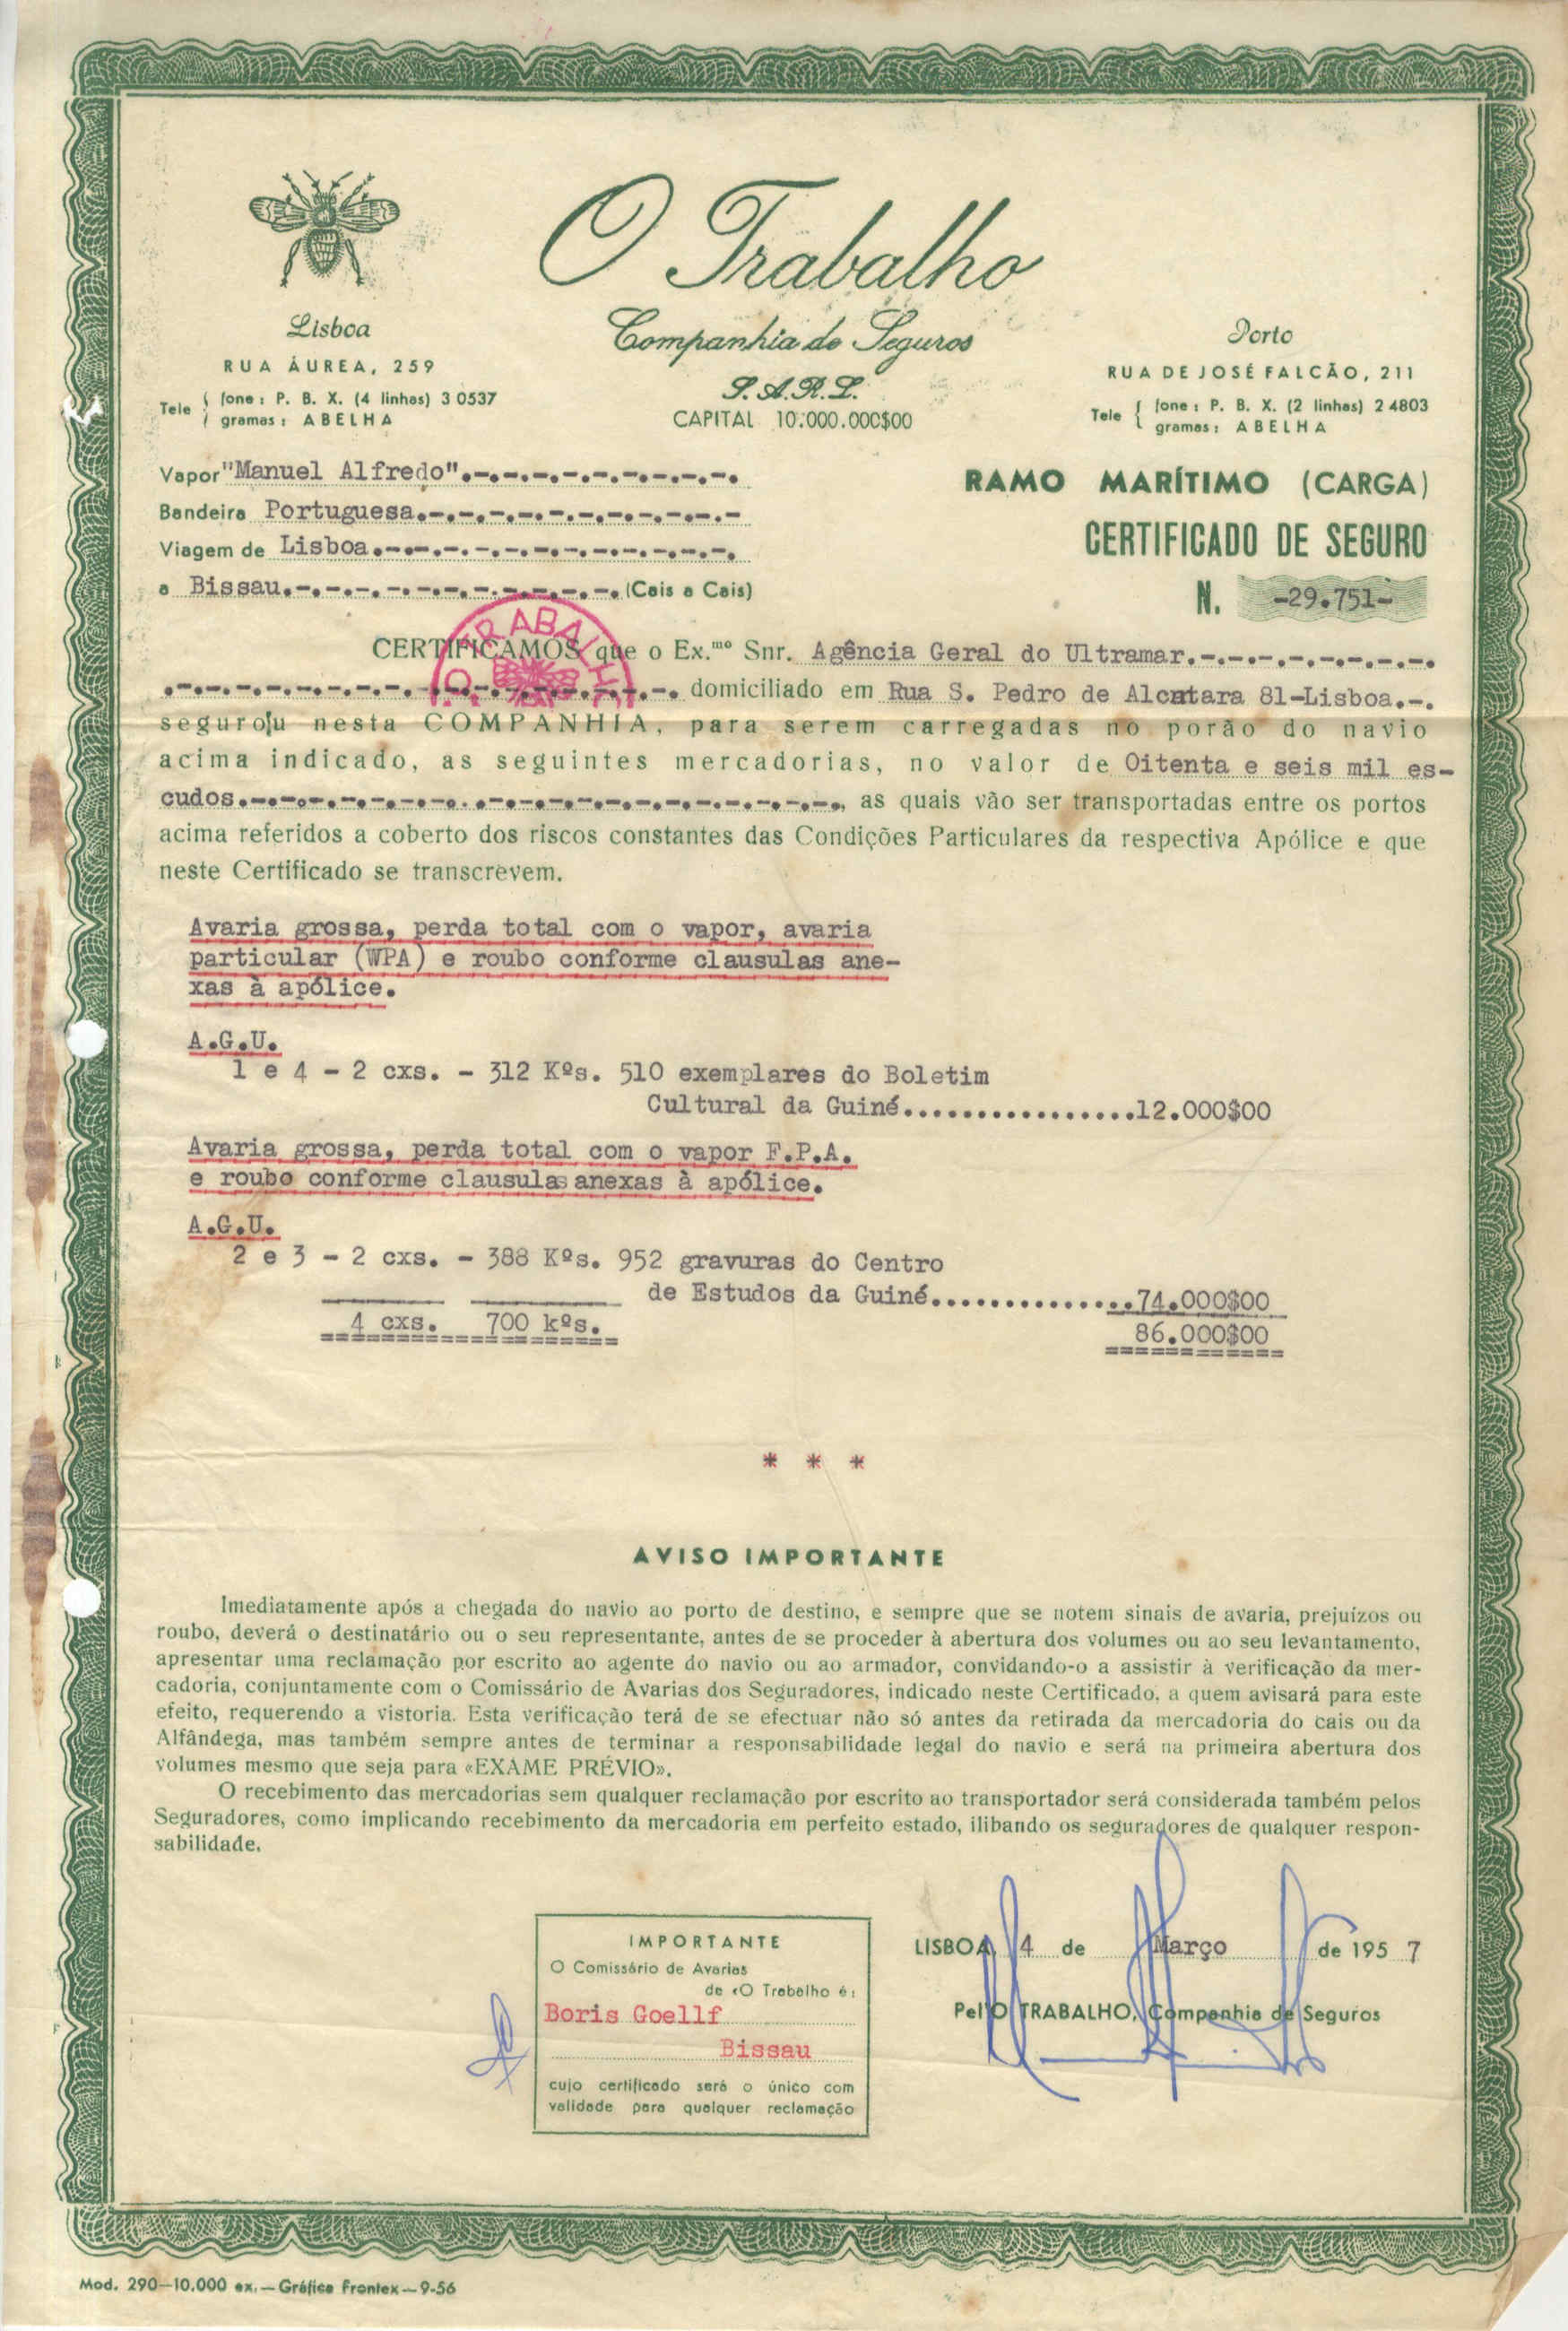 O Trabalho
Companhia de Seguros
S.A.R.L.
CAPITAL 10.000.000$00
Lisboa
RUA ÁUREA, 259
Tele fone: P. B. X. (4 linhas) 3 0537
gramas: ABELHA
Porto
RUA DE JOSÉ FALCÃO, 211
Tele fone: P. B. X. (2 linhas) 2 4803
gramas: ABELHA
Vapor "Manuel Alfredo".-.-.-.-.-.-.-.-.-.
Bandeira Portuguesa.-.-.-.-.-.-.-.-.-.-.-
Viagem de Lisboa.-.-.-.-.-.-.-.-.-.-.-.-.
a Bissau.-.-.-.-.-.-.-.-.-.-.-. (Cais a Cais)
RAMO MARÍTIMO (CARGA)
CERTIFICADO DE SEGURO
N. -29.751-
O TRABALHO
CERTIFICAMOS que o Ex.mo Snr. Agência Geral do Ultramar.-.-.-.-.-.-.-.-.
.-.-.-.-.-.-.-.-.-.-.-.-.-.-.-.-.-. domiciliado em Rua S. Pedro de Alcntara 81-Lisboa.-.
segurou nesta COMPANHIA, para serem carregadas no porão do navio
acima indicado, as seguintes mercadorias, no valor de Oitenta e seis mil es-
cudos.-.-.-.-.-.-.-.-.-.-.-.-.-.-.-.-.-.-.-.-., as quais vão ser transportadas entre os portos
acima referidos a coberto dos riscos constantes das Condições Particulares da respectiva Apólice e que
neste Certificado se transcrevem.
Avaria grossa, perda total com o vapor, avaria
particular (WPA) e roubo conforme clausulas ane-
xas à apólice.
A.G.U.
1 e 4 - 2 cxs. - 312 Kºs. 510 exemplares do Boletim
Cultural da Guiné................12.000$00
Avaria grossa, perda total com o vapor F.P.A.
e roubo conforme clausulas anexas à apólice.
A.G.U.
2 e 3 - 2 cxs. - 388 Kºs. 952 gravuras do Centro
de Estudos da Guiné..............74.000$00
4 cxs. 700 kºs. 86.000$00
* * *
AVISO IMPORTANTE
Imediatamente após a chegada do navio ao porto de destino, e sempre que se notem sinais de avaria, prejuízos ou
roubo, deverá o destinatário ou o seu representante, antes de se proceder à abertura dos volumes ou ao seu levantamento,
apresentar uma reclamação por escrito ao agente do navio ou ao armador, convidando-o a assistir à verificação da mer-
cadoria, conjuntamente com o Comissário de Avarias dos Seguradores, indicado neste Certificado, a quem avisará para este
efeito, requerendo a vistoria. Esta verificação terá de se efectuar não só antes da retirada da mercadoria do cais ou da
Alfândega, mas também sempre antes de terminar a responsabilidade legal do navio e será na primeira abertura dos
volumes mesmo que seja para «EXAME PRÉVIO».
O recebimento das mercadorias sem qualquer reclamação por escrito ao transportador será considerada também pelos
Seguradores, como implicando recebimento da mercadoria em perfeito estado, ilibando os seguradores de qualquer respon-
sabilidade.
IMPORTANTE
O Comissário de Avarias
de «O Trabalho é:
Boris Goellf
Bissau
cujo certificado será o único com
validade para qualquer reclamação
LISBOA, 4 de Março de 1957
Pel'O TRABALHO, Companhia de Seguros
Mod. 290—10.000 ex.—Gráfica Frontex—9-56